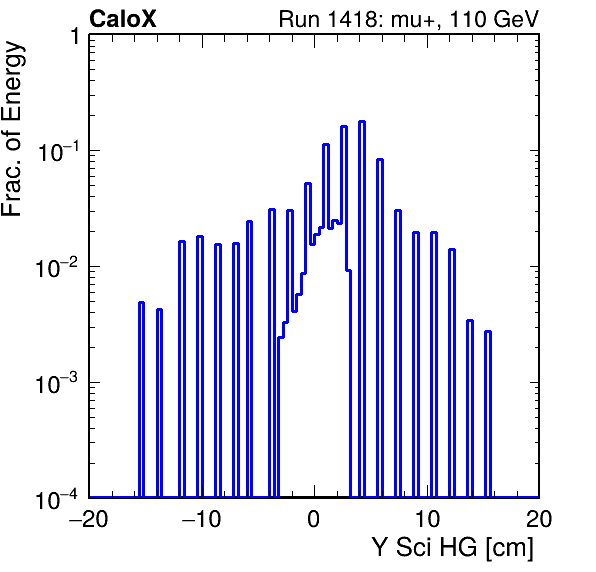 CaloX Run 1418: mu+, 110 GeV
Frac. of Energy
1
10⁻¹
10⁻²
10⁻³
10⁻⁴
−20 −10 0 10 20
Y Sci HG [cm]